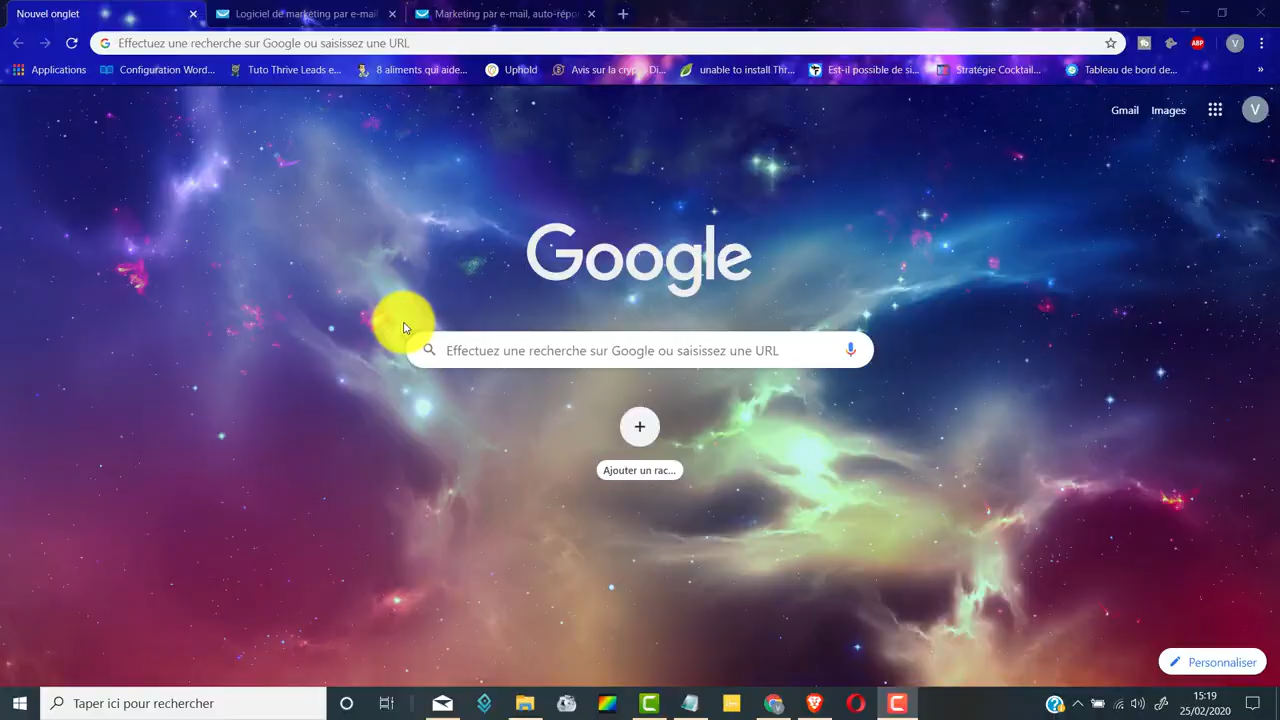 Nouvel onglet
Logiciel de marketing par e-mail
Marketing par e-mail, auto-répo
Effectuez une recherche sur Google ou saisissez une URL
ABP
V
Applications
Configuration Word...
Tuto Thrive Leads e...
8 aliments qui aide...
Uphold
Avis sur la crypto Di...
unable to install Thr...
Est-il possible de si...
Stratégie Cocktail...
Tableau de bord de...
»
Gmail
Images
V
Google
Effectuez une recherche sur Google ou saisissez une URL
Ajouter un rac...
Personnaliser
Taper ici pour rechercher
15:19
25/02/2020